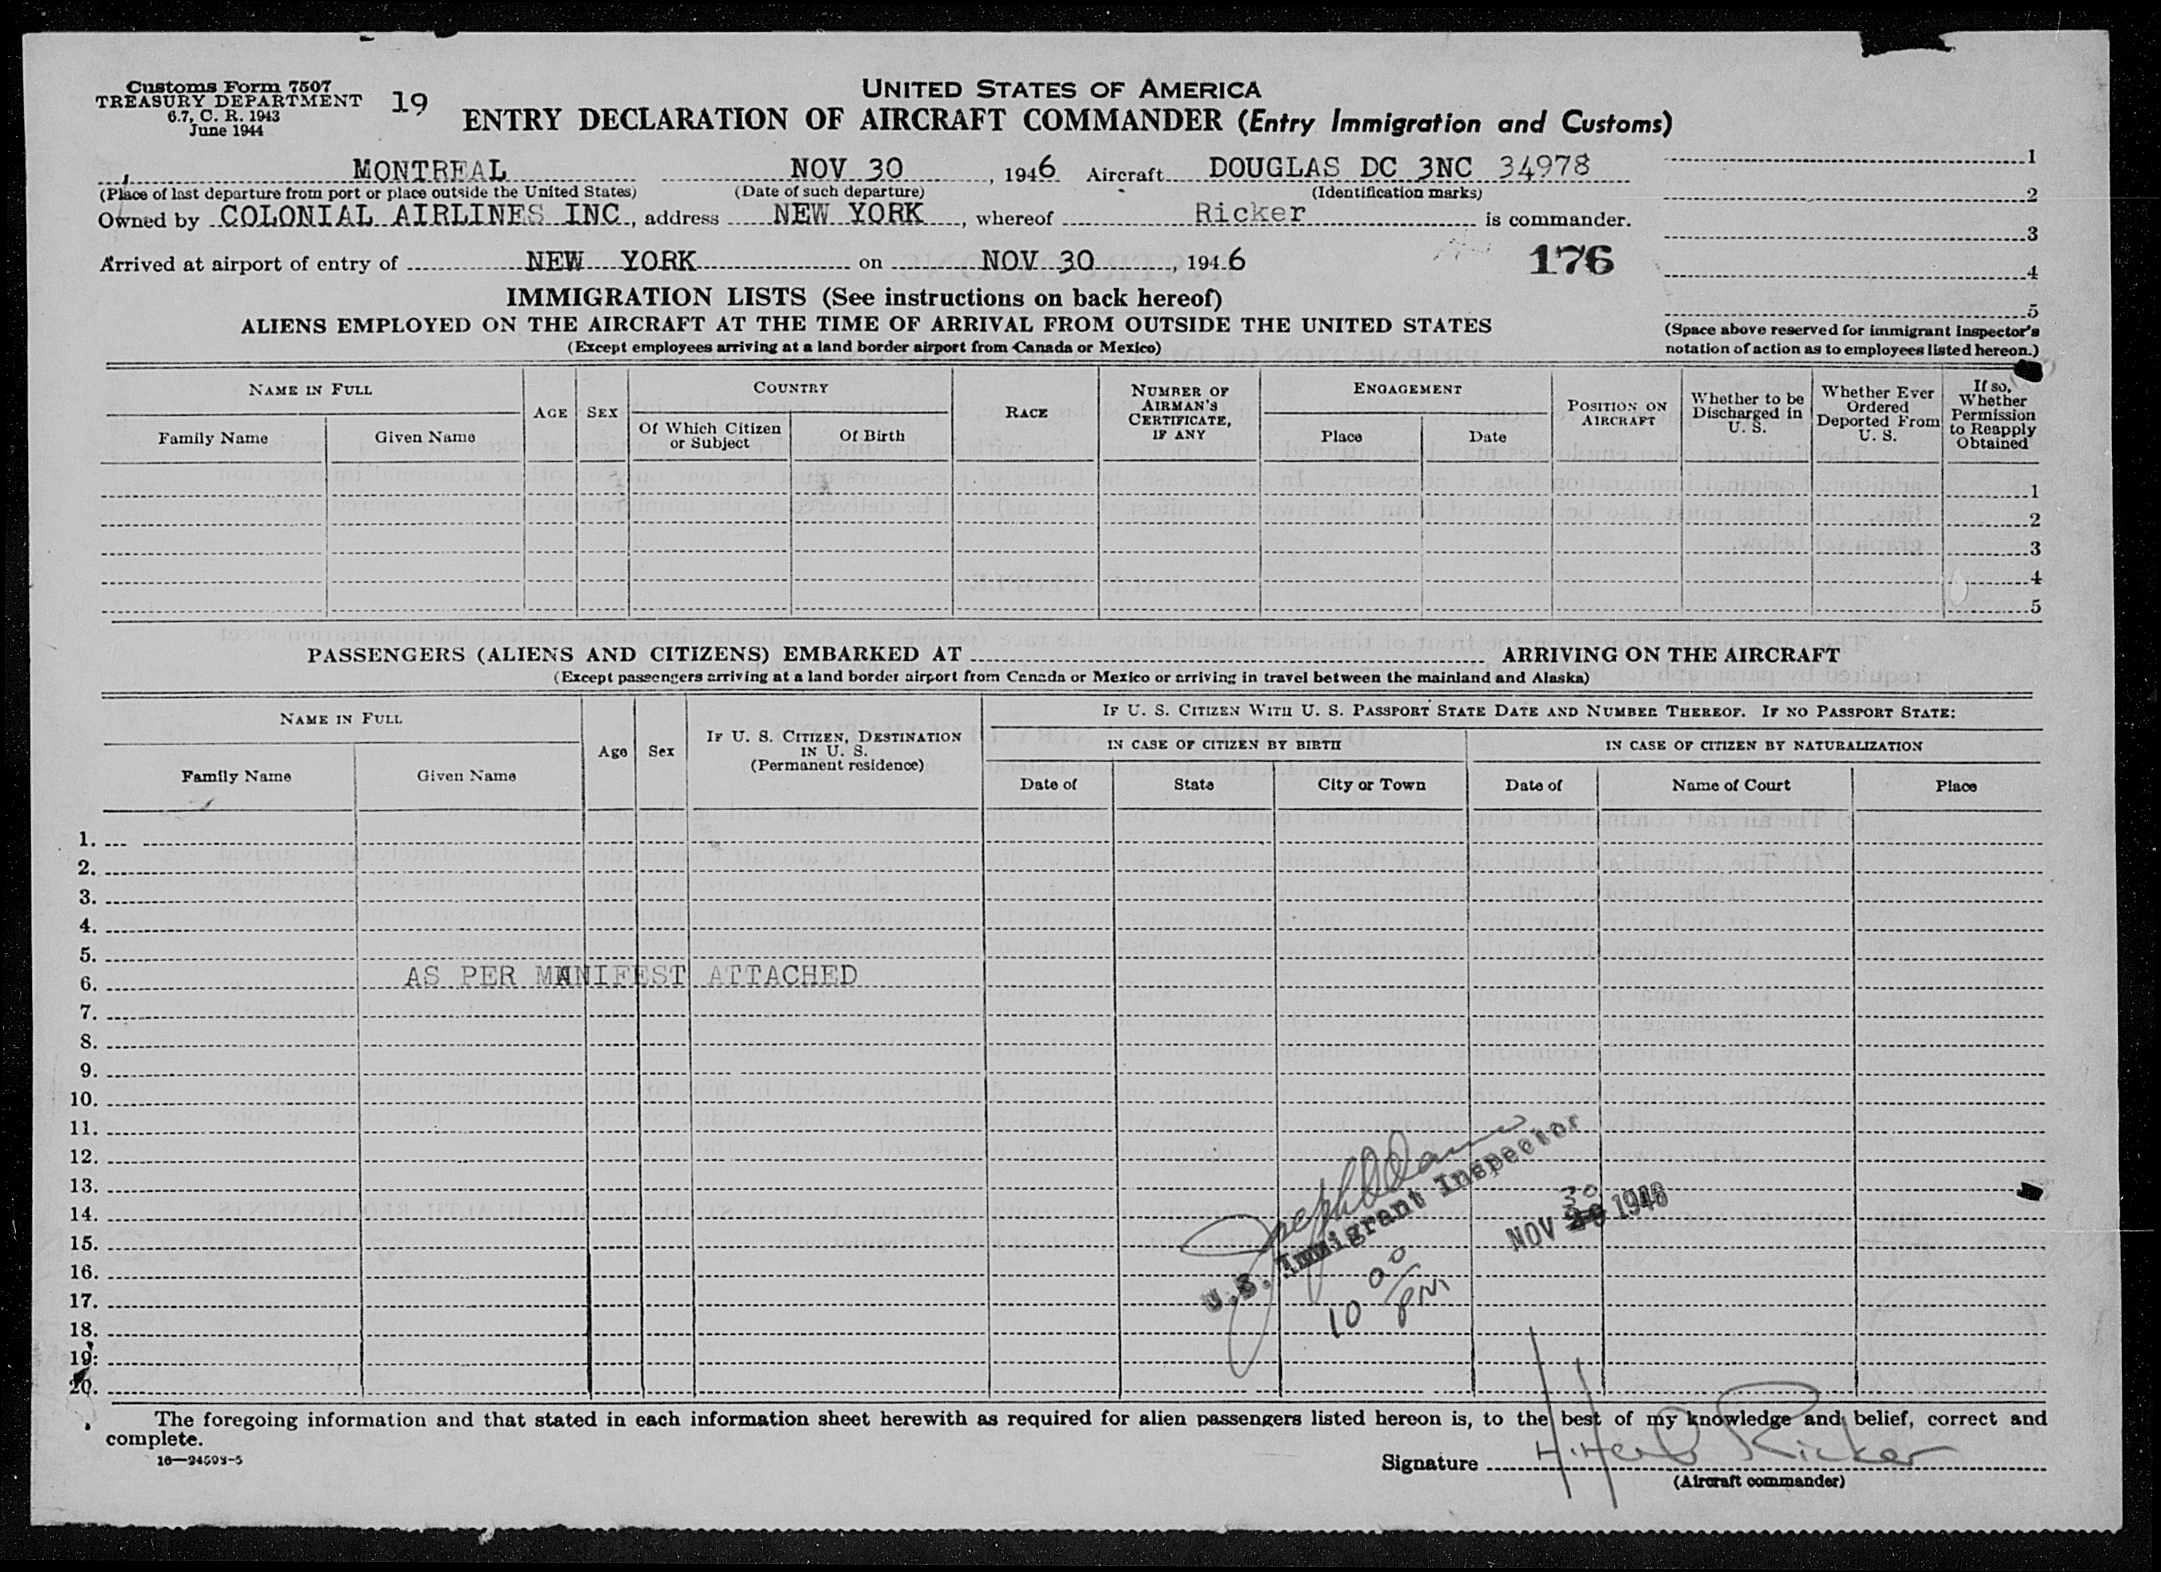 Customs Form 7507
TREASURY DEPARTMENT
6.7, C. R. 1943
June 1944
19
UNITED STATES OF AMERICA
ENTRY DECLARATION OF AIRCRAFT COMMANDER (Entry Immigration and Customs)
MONTREAL NOV 30, 1946 Aircraft DOUGLAS DC 3NC 34978
(Place of last departure from port or place outside the United States) (Date of such departure) (Identification marks)
Owned by COLONIAL AIRLINES INC, address NEW YORK, whereof Ricker is commander.
Arrived at airport of entry of NEW YORK on NOV 30, 1946
176
1
2
3
4
5
(Space above reserved for immigrant inspector's
notation of action as to employees listed hereon.)
IMMIGRATION LISTS (See instructions on back hereof)
ALIENS EMPLOYED ON THE AIRCRAFT AT THE TIME OF ARRIVAL FROM OUTSIDE THE UNITED STATES
(Except employees arriving at a land border airport from Canada or Mexico)
NAME IN FULL
Family Name
Given Name
AGE
SEX
COUNTRY
Of Which Citizen
or Subject
Of Birth
RACE
NUMBER OF
AIRMAN'S
CERTIFICATE,
IF ANY
ENGAGEMENT
Place
Date
POSITION ON
AIRCRAFT
Whether to be
Discharged in
U. S.
Whether Ever
Ordered
Deported From
U. S.
If so,
Whether
Permission
to Reapply
Obtained
1
2
3
4
5
PASSENGERS (ALIENS AND CITIZENS) EMBARKED AT ARRIVING ON THE AIRCRAFT
(Except passengers arriving at a land border airport from Canada or Mexico or arriving in travel between the mainland and Alaska)
NAME IN FULL
Family Name
Given Name
Age
Sex
IF U. S. CITIZEN, DESTINATION
IN U. S.
(Permanent residence)
IF U. S. CITIZEN WITH U. S. PASSPORT STATE DATE AND NUMBER THEREOF. IF NO PASSPORT STATE:
IN CASE OF CITIZEN BY BIRTH
Date of
State
City or Town
IN CASE OF CITIZEN BY NATURALIZATION
Date of
Name of Court
Place
1.
2.
3.
4.
5.
6. AS PER MANIFEST ATTACHED
7.
8.
9.
10.
11.
12.
13.
14.
15.
16.
17.
18.
19.
20.
Joseph
U.S. Immigrant Inspector
10 00 PM
30
NOV 1946
The foregoing information and that stated in each information sheet herewith as required for alien passengers listed hereon is, to the best of my knowledge and belief, correct and
complete.
Signature H. Herb Ricker
(Aircraft commander)